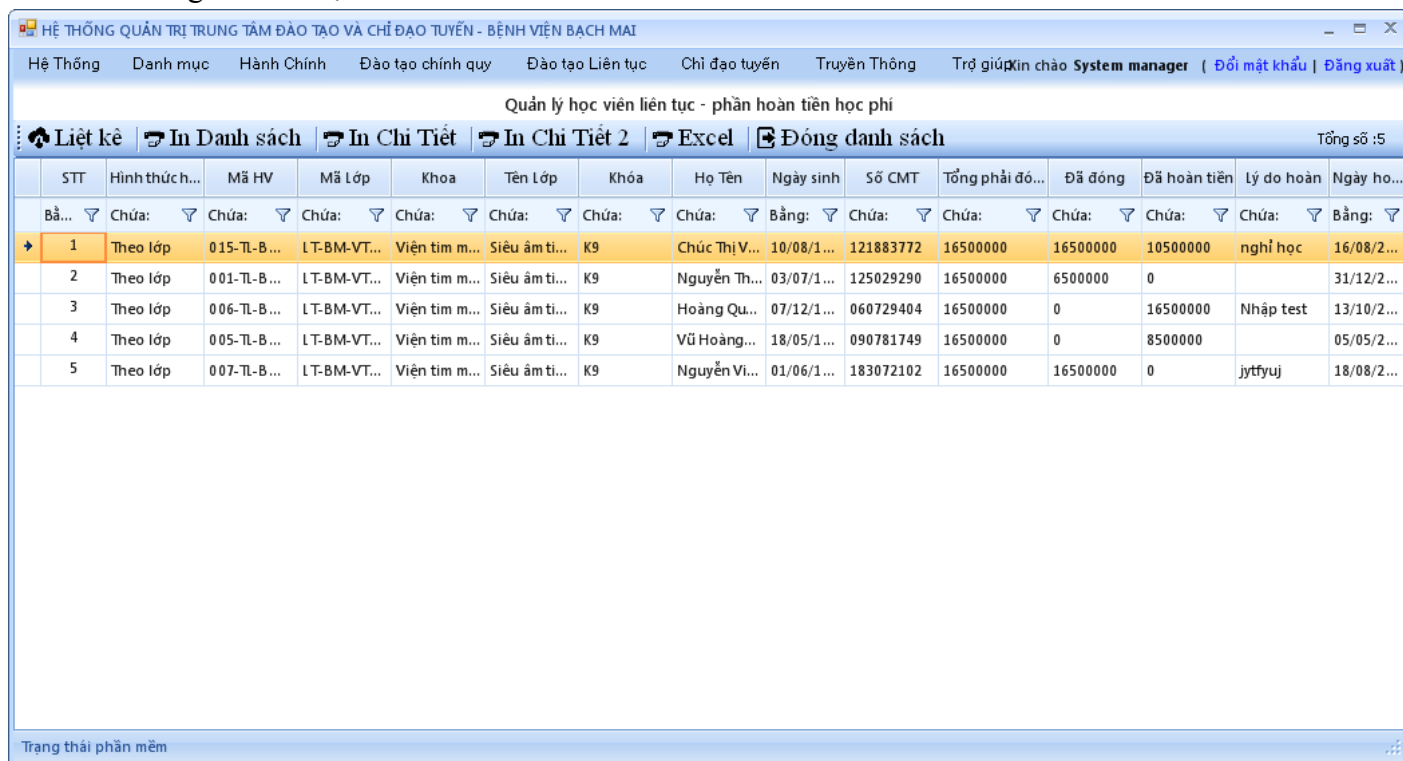 HỆ THỐNG QUẢN TRỊ TRUNG TÂM ĐÀO TẠO VÀ CHỈ ĐẠO TUYẾN - BỆNH VIỆN BẠCH MAI
Hệ Thống Danh mục Hành Chính Đào tạo chính quy Đào tạo Liên tục Chỉ đạo tuyến Truyền Thông Trợ giúp Xin chào System manager ( Đổi mật khẩu | Đăng xuất )
Quản lý học viên liên tục - phần hoàn tiền học phí
Liệt kê In Danh sách In Chi Tiết In Chi Tiết 2 Excel Đóng danh sách Tổng số :5
STT Hình thức h... Mã HV Mã Lớp Khoa Tên Lớp Khóa Họ Tên Ngày sinh Số CMT Tổng phải đó... Đã đóng Đã hoàn tiền Lý do hoàn Ngày ho...
Bằ... Chứa: Chứa: Chứa: Chứa: Chứa: Chứa: Chứa: Bằng: Chứa: Chứa: Chứa: Chứa: Chứa: Bằng:
1 Theo lớp 015-TL-B... LT-BM-VT... Viện tim m... Siêu âm ti... K9 Chúc Thị V... 10/08/1... 121883772 16500000 16500000 10500000 nghỉ học 16/08/2...
2 Theo lớp 001-TL-B... LT-BM-VT... Viện tim m... Siêu âm ti... K9 Nguyễn Th... 03/07/1... 125029290 16500000 6500000 0 31/12/2...
3 Theo lớp 006-TL-B... LT-BM-VT... Viện tim m... Siêu âm ti... K9 Hoàng Qu... 07/12/1... 060729404 16500000 0 16500000 Nhập test 13/10/2...
4 Theo lớp 005-TL-B... LT-BM-VT... Viện tim m... Siêu âm ti... K9 Vũ Hoàng... 18/05/1... 090781749 16500000 0 8500000 05/05/2...
5 Theo lớp 007-TL-B... LT-BM-VT... Viện tim m... Siêu âm ti... K9 Nguyễn Vi... 01/06/1... 183072102 16500000 16500000 0 jytfyuj 18/08/2...
Trạng thái phần mềm